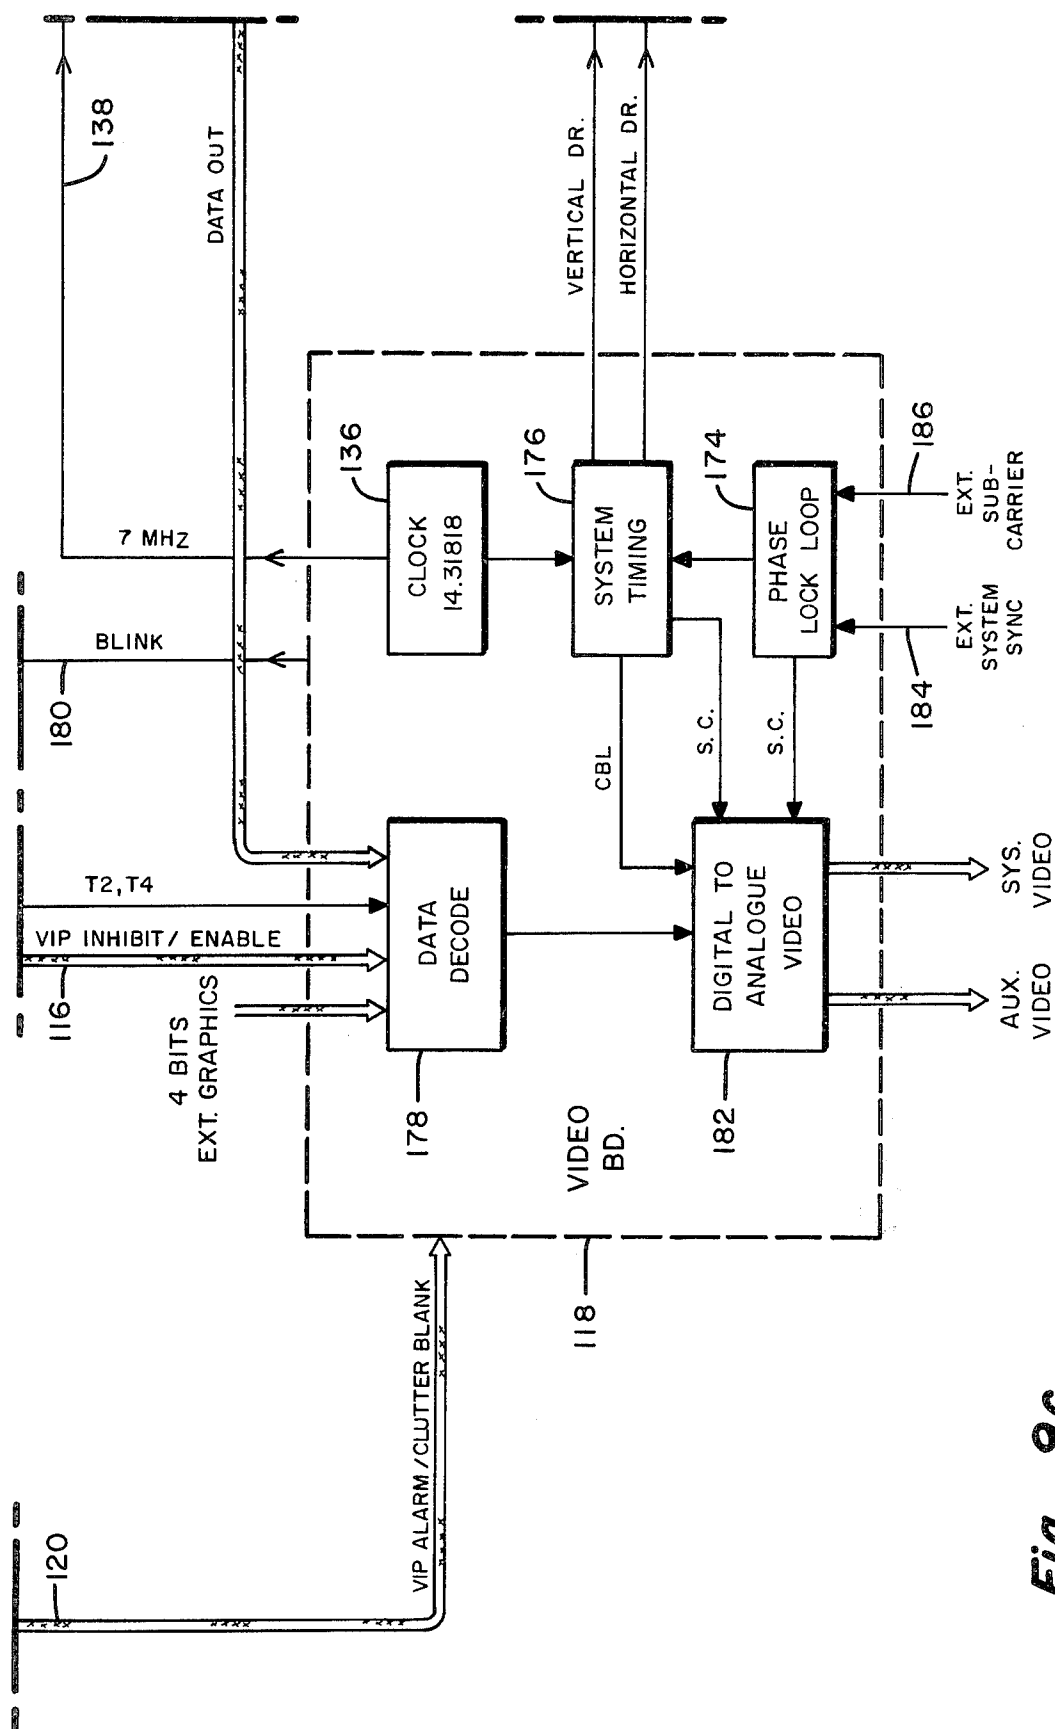 138
DATA OUT
VERTICAL DR.
HORIZONTAL DR.
7 MHZ
136
CLOCK
14.31818
176
SYSTEM
TIMING
174
PHASE
LOCK LOOP
186
EXT.
SUB-
CARRIER
EXT.
SYSTEM
SYNC
184
BLINK
180
CBL
S.C.
S.C.
T2, T4
VIP INHIBIT/ ENABLE
116
4 BITS
EXT. GRAPHICS
DATA
DECODE
178
DIGITAL TO
ANALOGUE
VIDEO
182
SYS.
VIDEO
AUX.
VIDEO
VIDEO
BD.
118
VIP ALARM/CLUTTER BLANK
120
Fig.